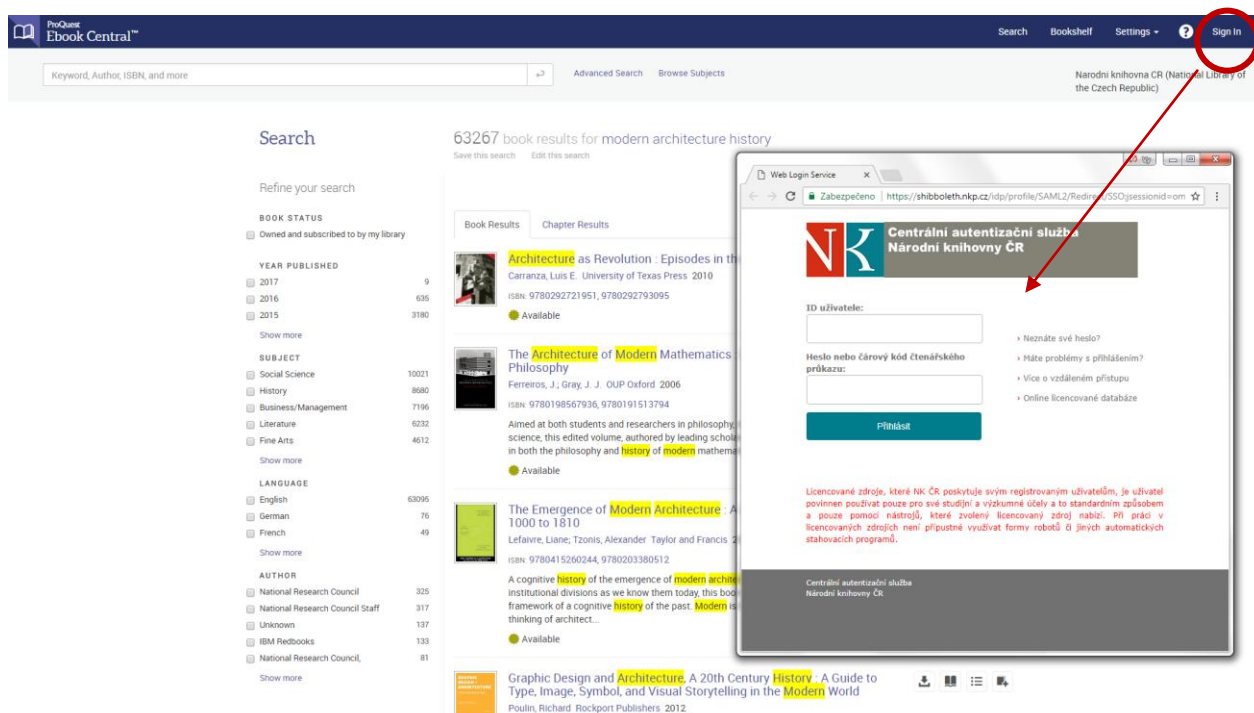 ProQuest
Ebook Central™
Search
Bookshelf
Settings
?
Sign In
Keyword, Author, ISBN, and more
Advanced Search
Browse Subjects
Narodni knihovna CR (National Library of
the Czech Republic)
Search
63267 book results for modern architecture history
Save this search
Edit this search
Refine your search
BOOK STATUS
Owned and subscribed to by my library
YEAR PUBLISHED
2017 9
2016 635
2015 3180
Show more
SUBJECT
Social Science 10021
History 8680
Business/Management 7196
Literature 6232
Fine Arts 4612
Show more
LANGUAGE
English 63095
German 76
French 49
Show more
AUTHOR
National Research Council 325
National Research Council Staff 317
Unknown 137
IBM Redbooks 133
National Research Council, 81
Show more
Book Results
Chapter Results
Architecture as Revolution : Episodes in th
Carranza, Luis E. University of Texas Press 2010
ISBN: 9780292721951, 9780292793095
Available
The Architecture of Modern Mathematics
Philosophy
Ferreiros, J.; Gray, J. J. OUP Oxford 2006
ISBN: 9780198567936, 9780191513794
Aimed at both students and researchers in philosophy,
science, this edited volume, authored by leading schola
in both the philosophy and history of modern mathema
Available
The Emergence of Modern Architecture : A
1000 to 1810
Lefaivre, Liane; Tzonis, Alexander Taylor and Francis 2
ISBN: 9780415260244, 9780203380512
A cognitive history of the emergence of modern archite
institutional divisions as we know them today, this boo
framework of a cognitive history of the past. Modern is
thinking of architect...
Available
Graphic Design and Architecture, A 20th Century History : A Guide to
Type, Image, Symbol, and Visual Storytelling in the Modern World
Poulin, Richard Rockport Publishers 2012
Web Login Service
Zabezpečeno https://shibboleth.nkp.cz/idp/profile/SAML2/Redirect/SSO;jsessionid=om
NK
Centrální autentizační služba
Národní knihovny ČR
ID uživatele:
Heslo nebo čárový kód čtenářského
průkazu:
Přihlásit
› Neznáte své heslo?
› Máte problémy s přihlášením?
› Více o vzdáleném přístupu
› Online licencované databáze
Licencované zdroje, které NK ČR poskytuje svým registrovaným uživatelům, je uživatel
povinnen používat pouze pro své studijní a výzkumné účely a to standardním způsobem
a pouze pomocí nástrojů, které zvolený licencovaný zdroj nabízí. Při práci v
licencovaných zdrojích není přípustné využívat formy robotů či jiných automatických
stahovacích programů.
Centrální autentizační služba
Národní knihovny ČR